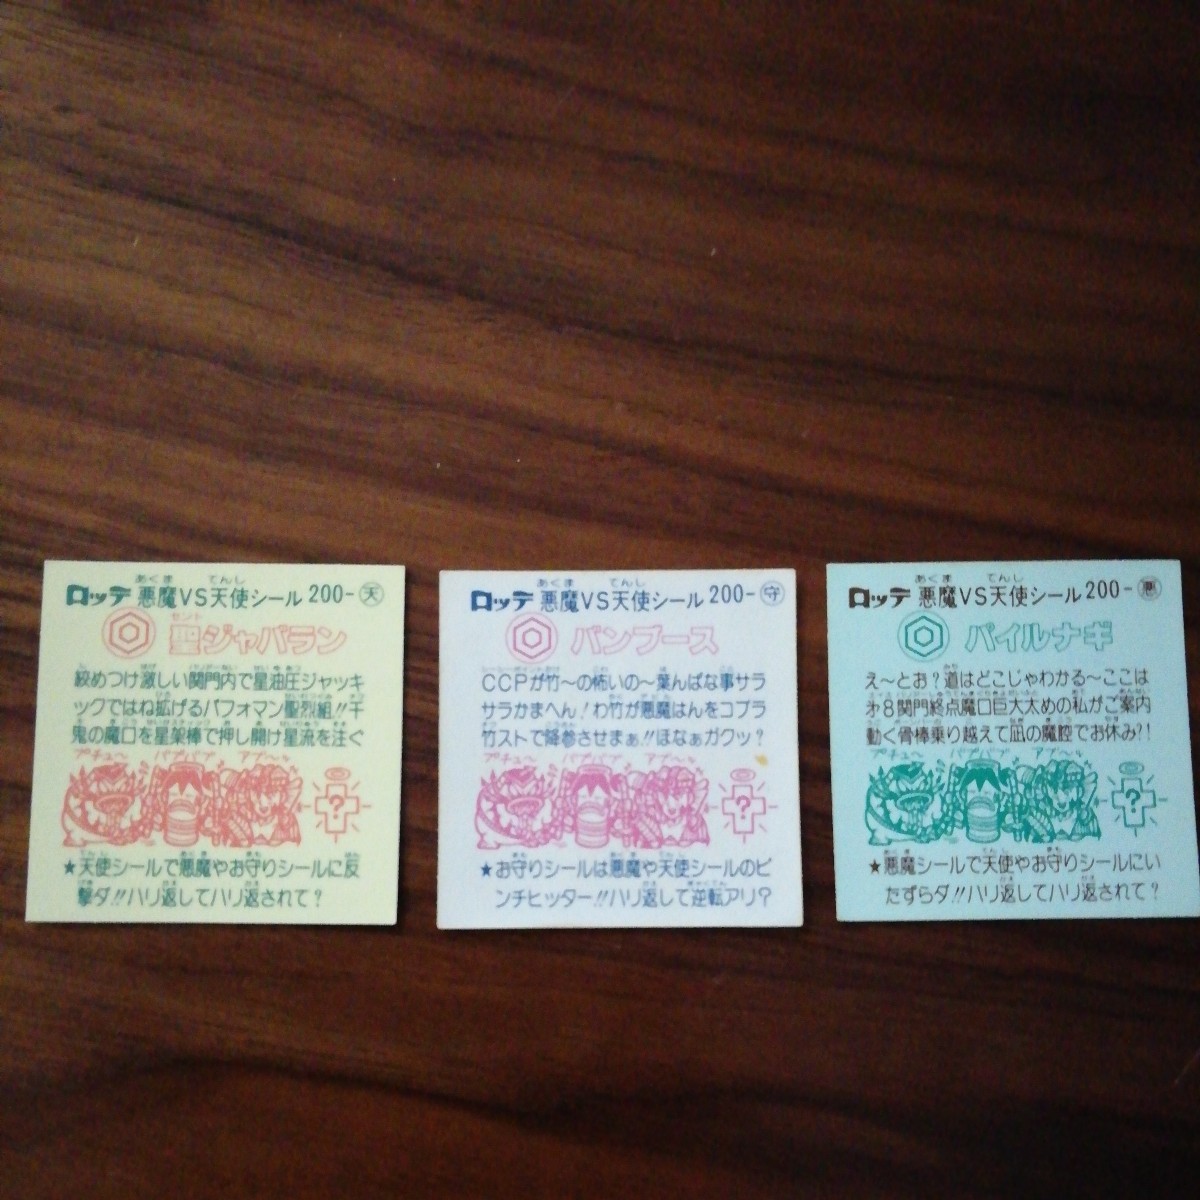 ロッテ 悪魔VS天使シール 200-天
聖ジャバラン
絞めつけ激しい関門内で星油圧ジャッキ
ックではね拡げるパフォマン聖烈組!!千
鬼の魔口を星架棒で押し開け星流を注ぐ
プチュ〜 パプパプ アブ〜
?
★天使シールで悪魔やお守りシールに反
撃ダ!!ハリ返してハリ返されて?
ロッテ 悪魔VS天使シール 200-守
バンブース
CCPが竹〜の怖いの〜葉んばな事サラ
サラかまへん!わ竹が悪魔はんをコブラ
竹ストで降参させまぁ!!ほなぁガクッ?
プチュ〜 パプパプ アブ〜
?
★お守りシールは悪魔や天使シールのピ
ンチヒッター!!ハリ返して逆転アリ?
ロッテ 悪魔VS天使シール 200-悪
パイルナギ
え〜とお?道はどこじゃわかる〜ここは
才8関門終点魔口巨大太めの私がご案内
動く骨棒乗り越えて凪の魔腔でお休み?!
プチュ〜 パプパプ アブ〜
?
★悪魔シールで天使やお守りシールにい
たずらダ!!ハリ返してハリ返されて?